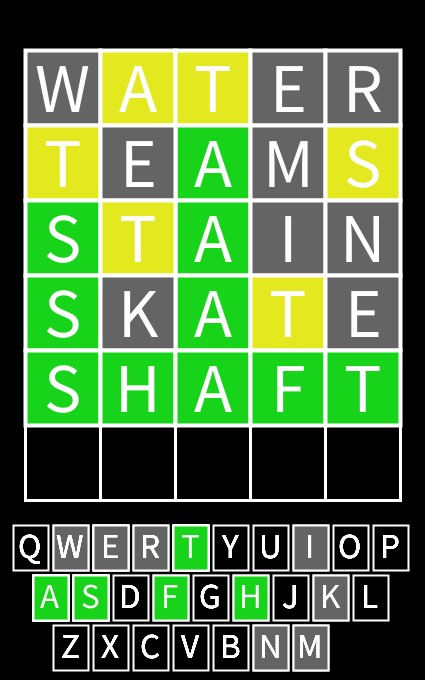 WATER
TEAMS
STAIN
SKATE
SHAFT
QWERTYUIOP
ASDFGHJKL
ZXCVBNM